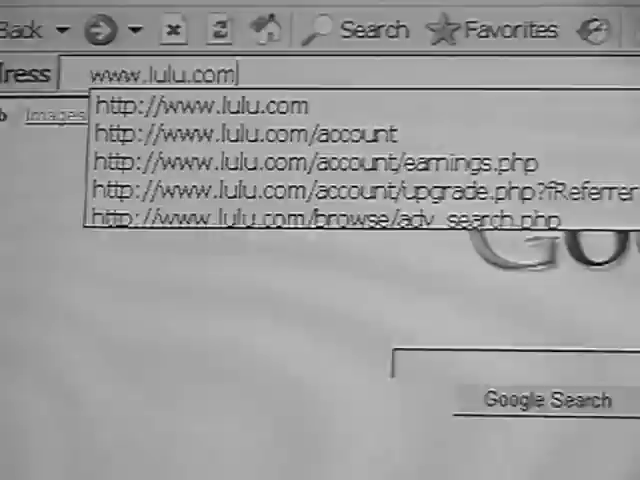 Back Search Favorites
dress www.lulu.com
b Images
http://www.lulu.com
http://www.lulu.com/account
http://www.lulu.com/account/earnings.php
http://www.lulu.com/account/upgrade.php?fReferrer
http://www.lulu.com/browse/adv_search.php
Go
Google Search